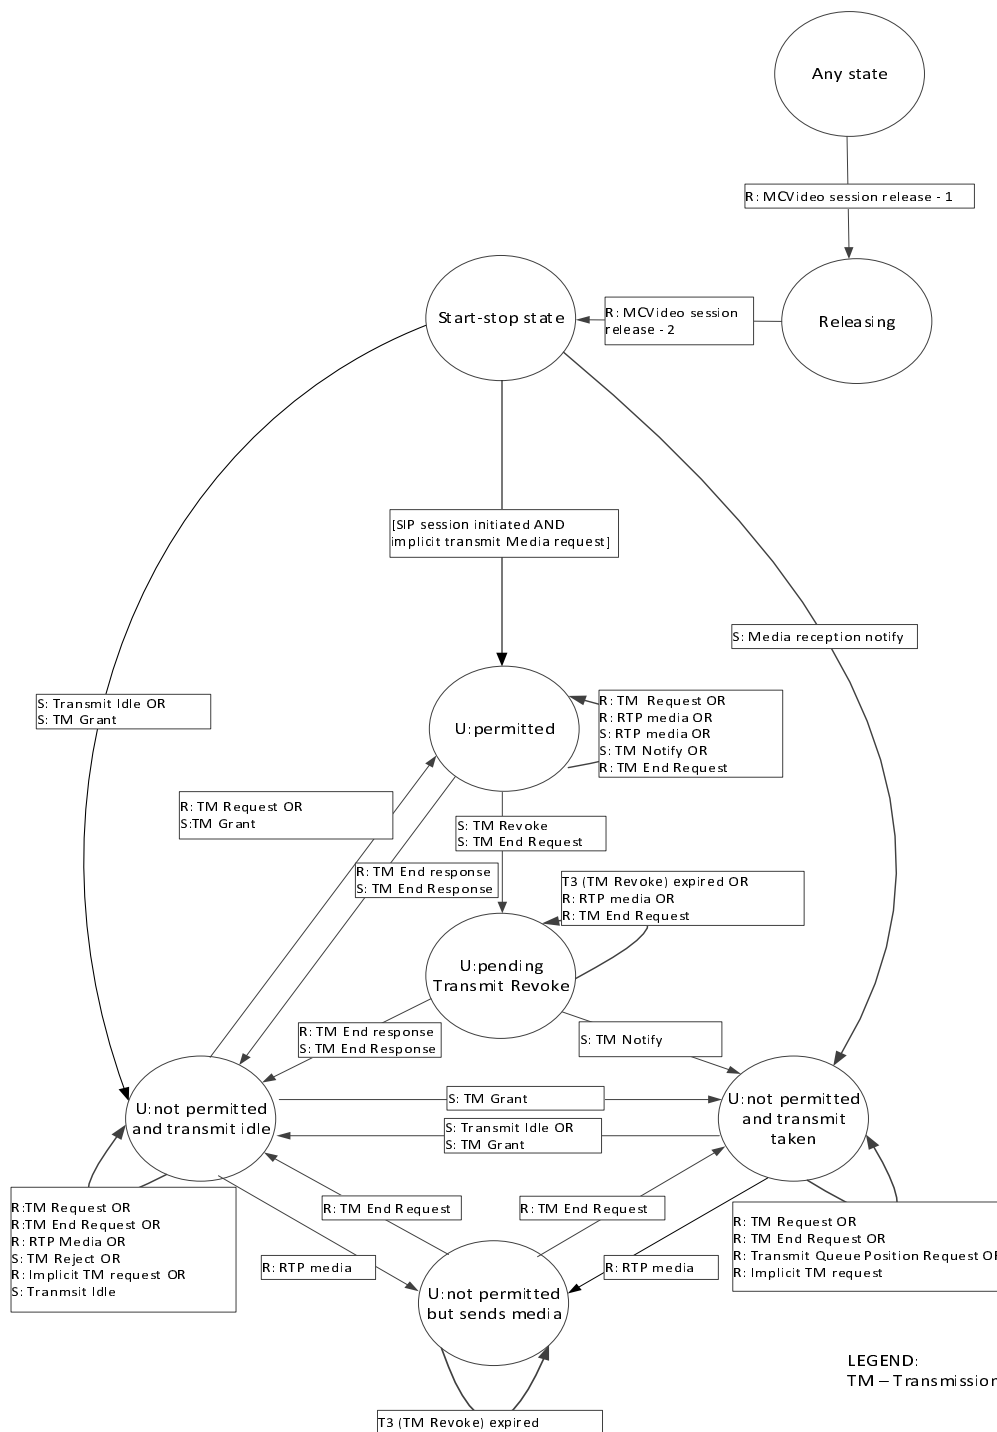 Any state
R: MCVideo session release - 1
Start-stop state
R: MCVideo session
release - 2
Releasing
[SIP session initiated AND
implicit transmit Media request]
S: Media reception notify
S: Transmit Idle OR
S: TM Grant
U:permitted
R: TM Request OR
R: RTP media OR
S: RTP media OR
S: TM Notify OR
R: TM End Request
R: TM Request OR
S:TM Grant
S: TM Revoke
S: TM End Request
R: TM End response
S: TM End Response
T3 (TM Revoke) expired OR
R: RTP media OR
R: TM End Request
U:pending
Transmit Revoke
R: TM End response
S: TM End Response
S: TM Notify
U:not permitted
and transmit idle
S: TM Grant
S: Transmit Idle OR
S: TM Grant
U:not permitted
and transmit
taken
R:TM Request OR
R:TM End Request OR
R: RTP Media OR
S: TM Reject OR
R: Implicit TM request OR
S: Tranmsit Idle
R: TM End Request
R: TM End Request
R: RTP media
R: RTP media
R: TM Request OR
R: TM End Request OR
R: Transmit Queue Position Request OR
R: Implicit TM request
U:not permitted
but sends media
T3 (TM Revoke) expired
LEGEND:
TM – Transmission